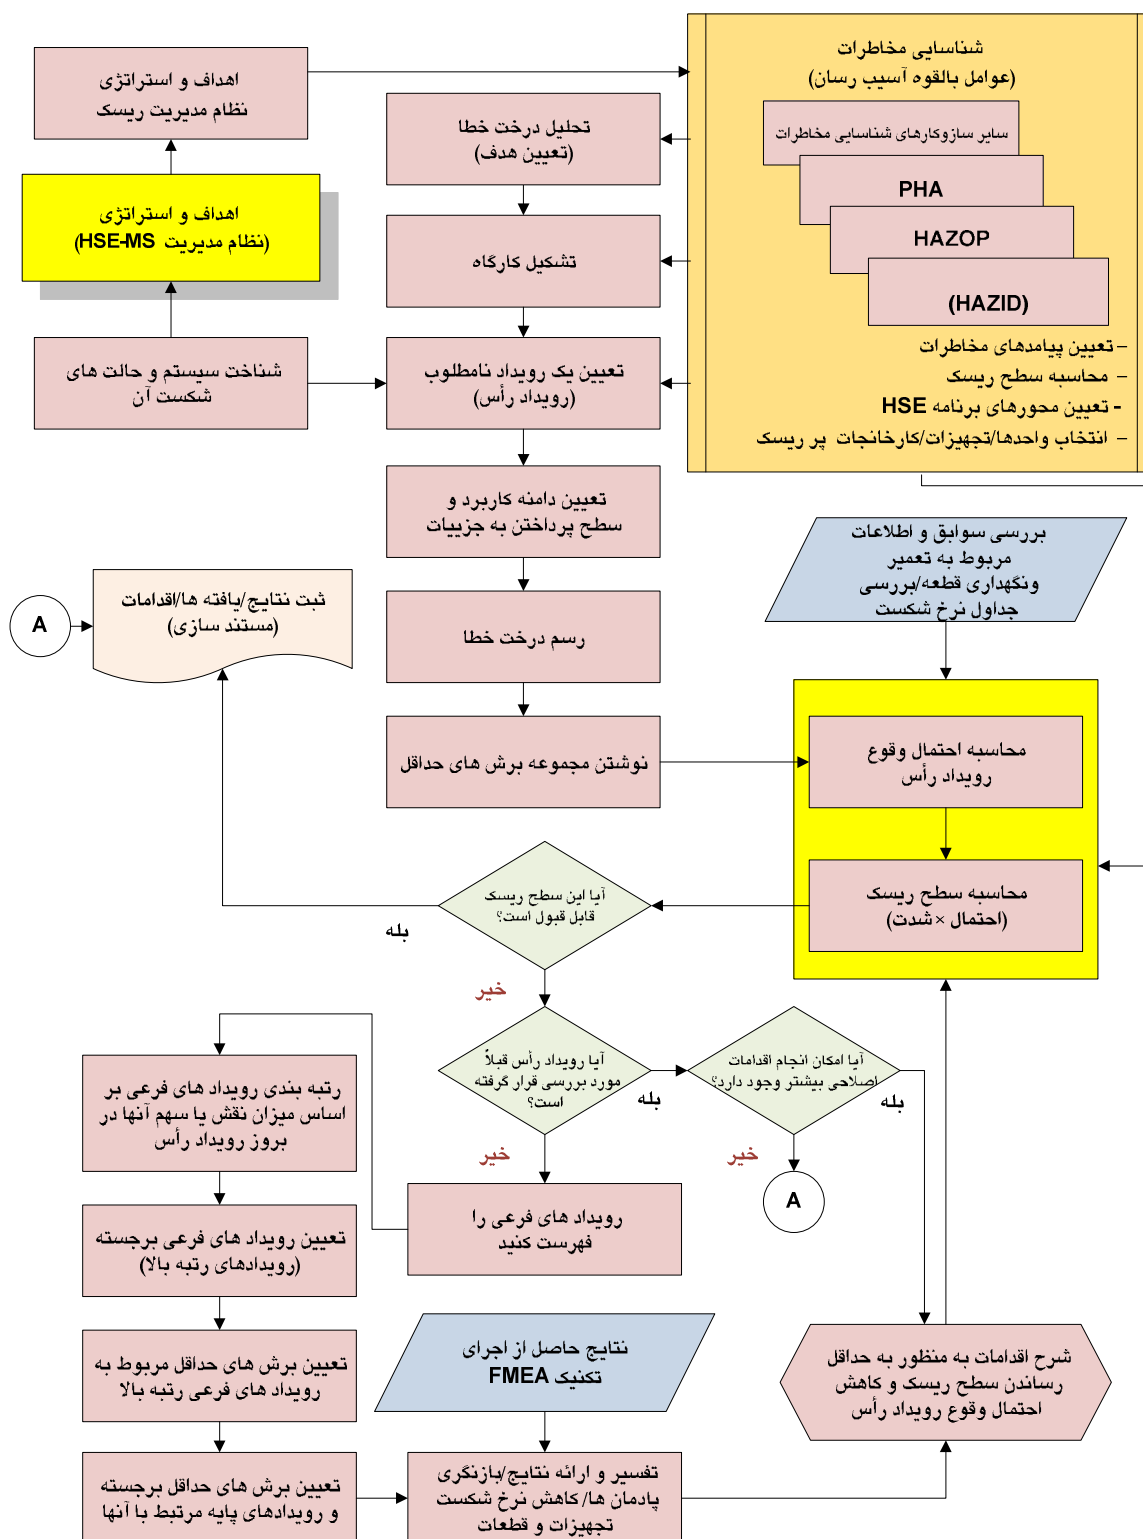 اهداف و استراتژی
نظام مدیریت ریسک
شناسایی مخاطرات
(عوامل بالقوه آسیب رسان)
سایر سازوکارهای شناسایی مخاطرات
PHA
HAZOP
(HAZID)
– تعیین پیامدهای مخاطرات
– محاسبه سطح ریسک
- تعیین محورهای برنامه HSE
– انتخاب واحدها/تجهیزات/کارخانجات پر ریسک
تحلیل درخت خطا
(تعیین هدف)
اهداف و استراتژی
(نظام مدیریت HSE-MS)
تشکیل کارگاه
شناخت سیستم و حالت های
شکست آن
تعیین یک رویداد نامطلوب
(رویداد رأس)
تعیین دامنه کاربرد و
سطح پرداختن به جزییات
بررسی سوابق و اطلاعات
مربوط به تعمیر
ونگهداری قطعه/بررسی
جداول نرخ شکست
A
ثبت نتایج/یافته ها/اقدامات
(مستند سازی)
رسم درخت خطا
نوشتن مجموعه برش های حداقل
محاسبه احتمال وقوع
رویداد رأس
محاسبه سطح ریسک
(احتمال × شدت)
آیا این سطح ریسک
قابل قبول است؟
بله
خیر
آیا رویداد رأس قبلاً
مورد بررسی قرار گرفته
است؟
بله
خیر
آیا امکان انجام اقدامات
اصلاحی بیشتر وجود دارد؟
بله
خیر
A
رویداد های فرعی را
فهرست کنید
رتبه بندی رویداد های فرعی بر
اساس میزان نقش یا سهم آنها در
بروز رویداد رأس
تعیین رویداد های فرعی برجسته
(رویدادهای رتبه بالا)
تعیین برش های حداقل مربوط به
رویداد های فرعی رتبه بالا
تعیین برش های حداقل برجسته
و رویدادهای پایه مرتبط با آنها
نتایج حاصل از اجرای
تکنیک FMEA
تفسیر و ارائه نتایج/بازنگری
پادمان ها/کاهش نرخ شکست
تجهیزات و قطعات
شرح اقدامات به منظور به حداقل
رساندن سطح ریسک و کاهش
احتمال وقوع رویداد رأس